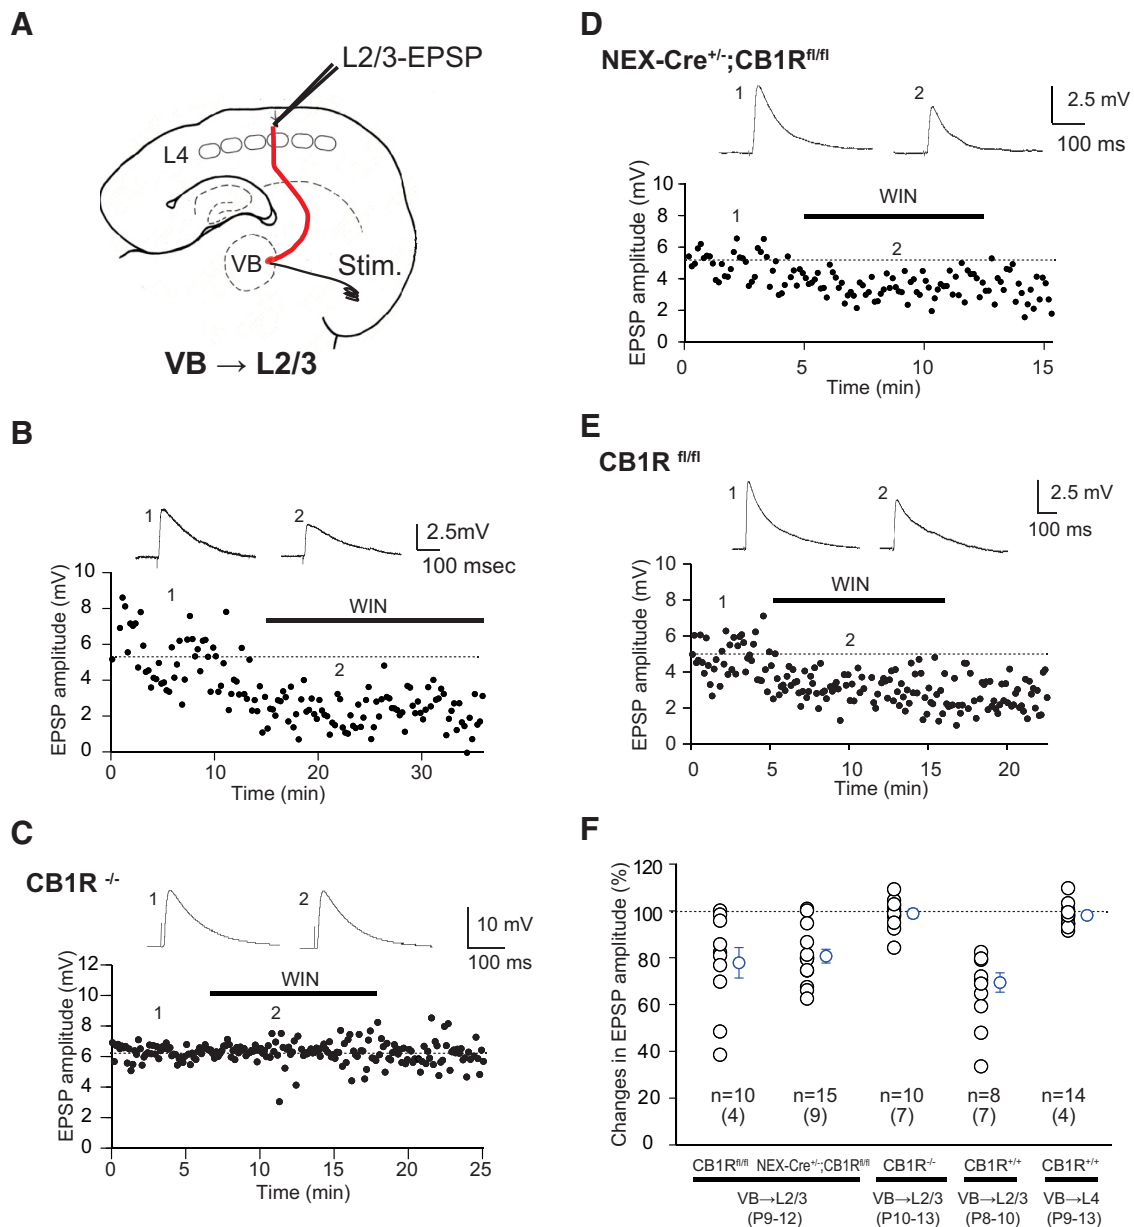 A
L2/3-EPSP
L4
VB
Stim.
VB → L2/3
B
1
2
2.5mV
100 msec
EPSP amplitude (mV)
10
8
6
4
2
0
1
WIN
2
0
10
20
30
Time (min)
C
CB1R -/-
1
2
10 mV
100 ms
EPSP amplitude (mV)
12
10
8
6
4
2
0
WIN
1
2
0
5
10
15
20
25
Time (min)
D
NEX-Cre+/-;CB1Rfl/fl
1
2
2.5 mV
100 ms
EPSP amplitude (mV)
10
8
6
4
2
0
WIN
1
2
0
5
10
15
Time (min)
E
CB1R fl/fl
1
2
2.5 mV
100 ms
EPSP amplitude (mV)
10
8
6
4
2
0
WIN
1
2
0
5
10
15
20
Time (min)
F
Changes in EPSP amplitude (%)
120
100
80
60
40
20
0
n=10 n=15 n=10 n=8 n=14
(4) (9) (7) (7) (4)
CB1Rfl/fl NEX-Cre+/-;CB1Rfl/fl CB1R-/- CB1R+/+ CB1R+/+
VB→L2/3 VB→L2/3 VB→L2/3 VB→L4
(P9-12) (P10-13) (P8-10) (P9-13)